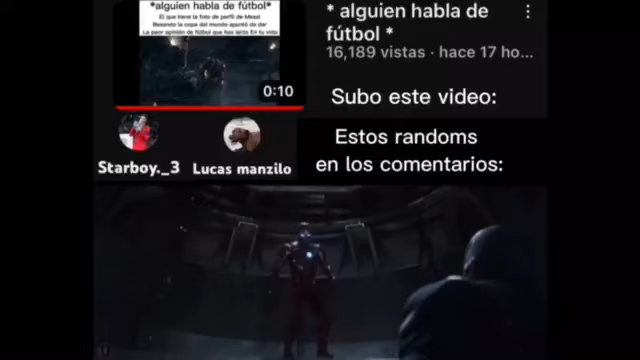 *alguien habla de fútbol*
El que tiene la foto de perfil de Messi
Besando la copa del mundo apunto de dar
La peor opinión de fútbol que has leído En tu vida:
0:10
* alguien habla de
fútbol *
16,189 vistas · hace 17 ho...
Subo este video:
Starboy._3
Lucas manzilo
Estos randoms
en los comentarios: